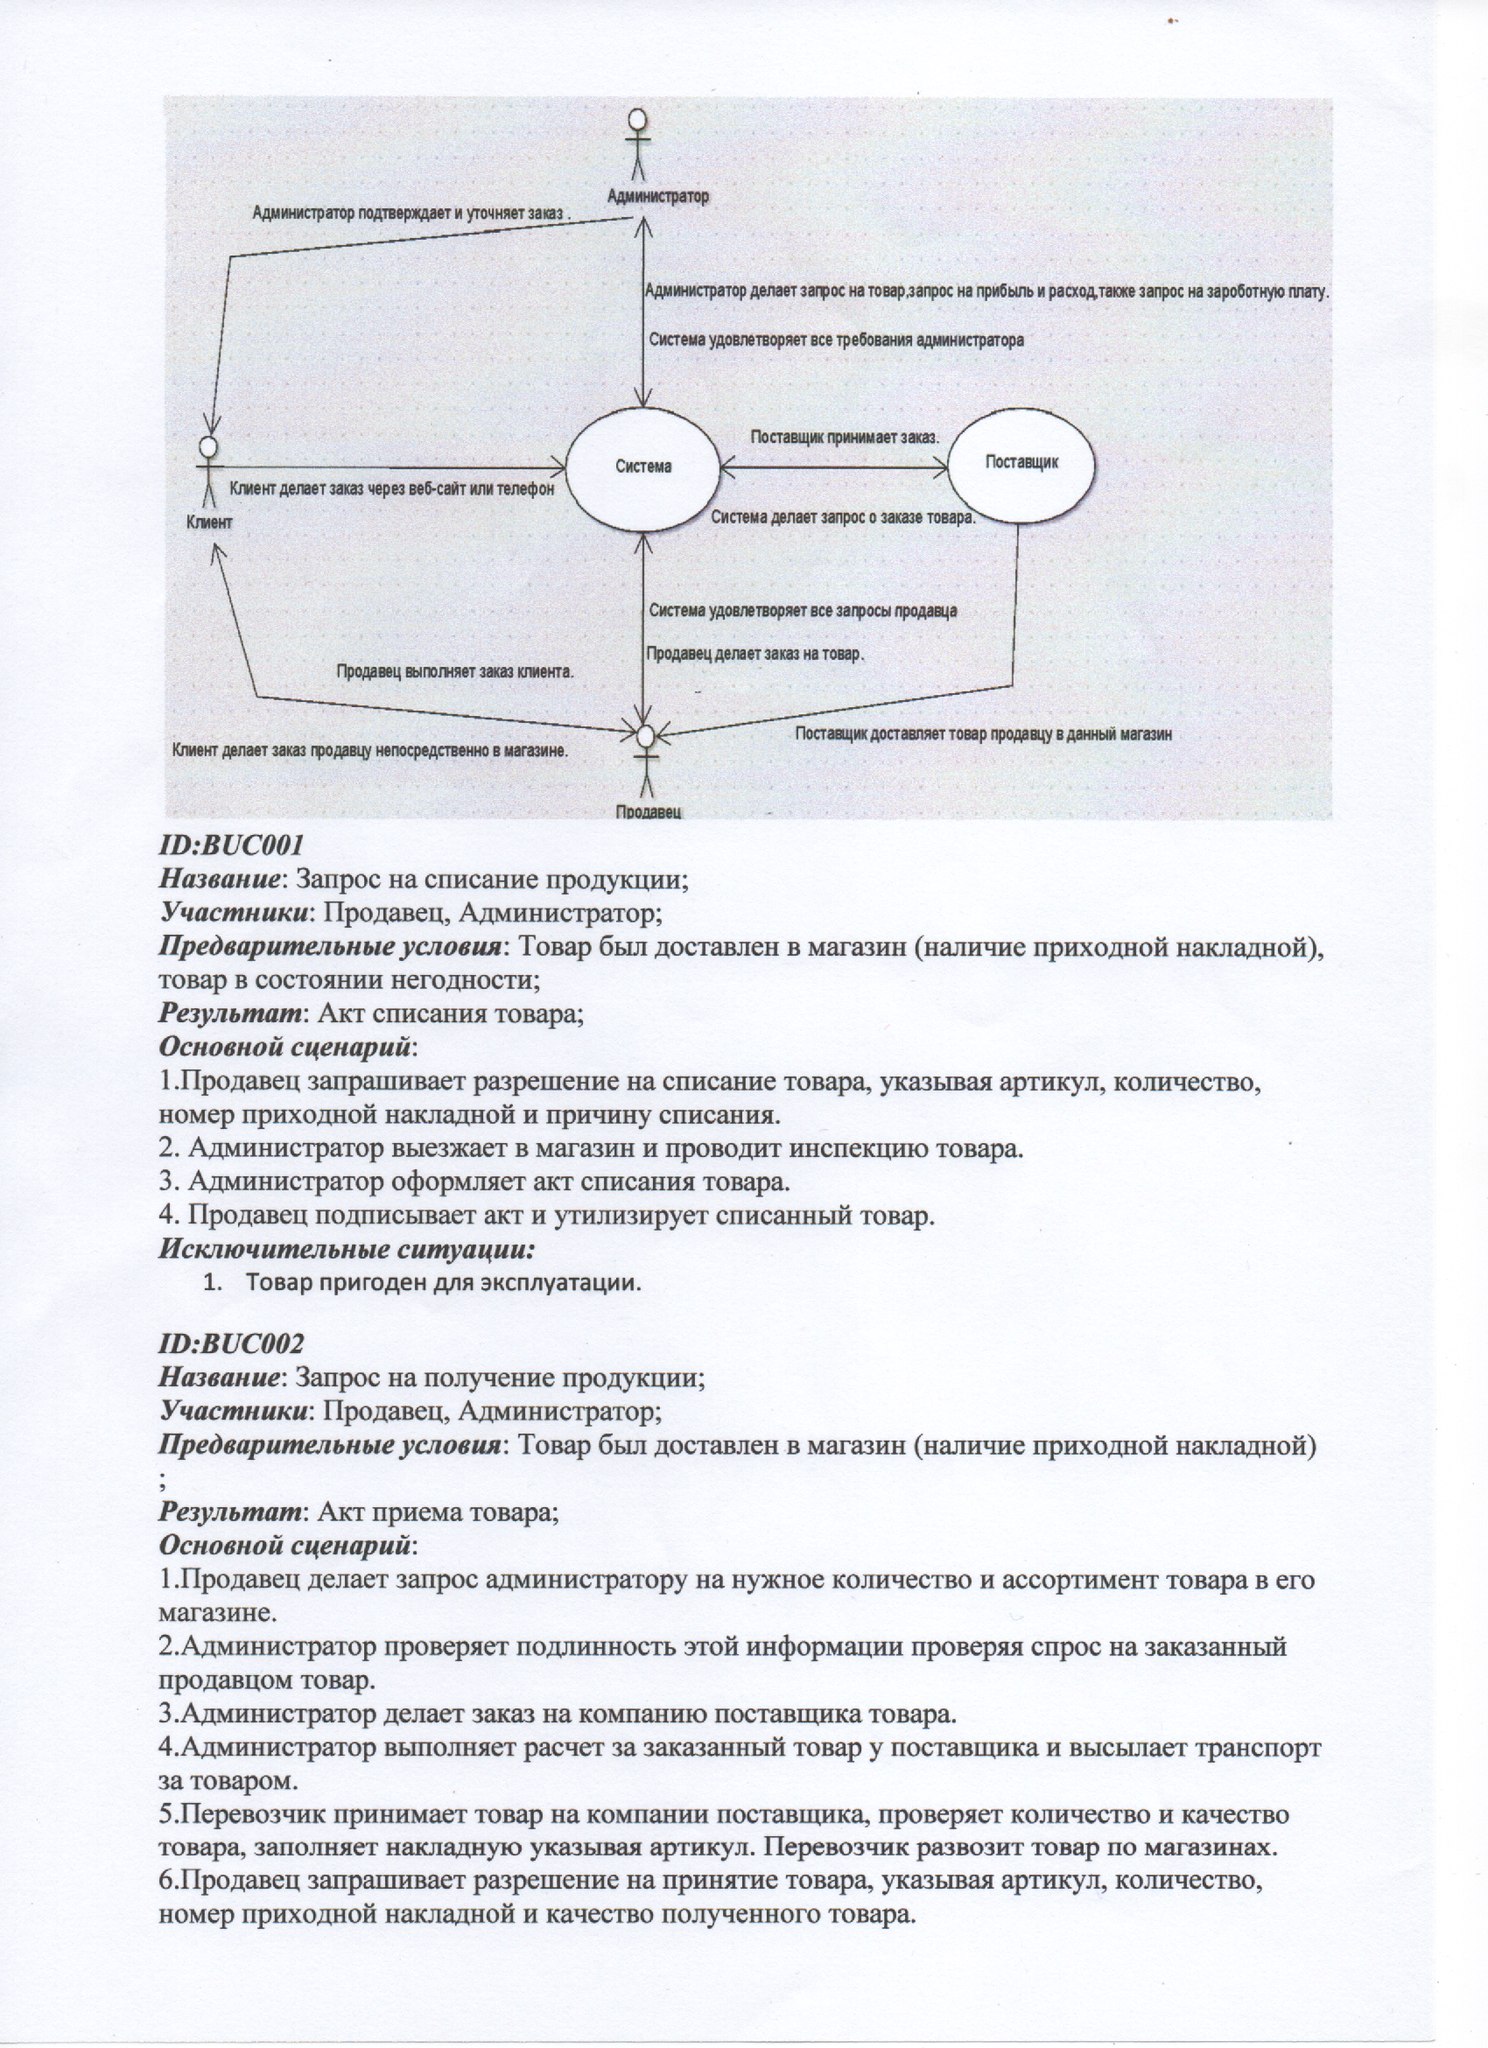 Администратор
Администратор подтверждает и уточняет заказ .
Администратор делает запрос на товар,запрос на прибыль и расход,также запрос на зароботную плату.
Система удовлетворяет все требования администратора
Поставщик принимает заказ.
Система
Поставщик
Клиент делает заказ через веб-сайт или телефон
Клиент
Система делает запрос о заказе товара.
Система удовлетворяет все запросы продавца
Продавец делает заказ на товар.
Продавец выполняет заказ клиента.
Поставщик доставляет товар продавцу в данный магазин
Клиент делает заказ продавцу непосредственно в магазине.
Продавец
ID:BUC001
Название: Запрос на списание продукции;
Участники: Продавец, Администратор;
Предварительные условия: Товар был доставлен в магазин (наличие приходной накладной),
товар в состоянии негодности;
Результат: Акт списания товара;
Основной сценарий:
1.Продавец запрашивает разрешение на списание товара, указывая артикул, количество,
номер приходной накладной и причину списания.
2. Администратор выезжает в магазин и проводит инспекцию товара.
3. Администратор оформляет акт списания товара.
4. Продавец подписывает акт и утилизирует списанный товар.
Исключительные ситуации:
1. Товар пригоден для эксплуатации.
ID:BUC002
Название: Запрос на получение продукции;
Участники: Продавец, Администратор;
Предварительные условия: Товар был доставлен в магазин (наличие приходной накладной)
;
Результат: Акт приема товара;
Основной сценарий:
1.Продавец делает запрос администратору на нужное количество и ассортимент товара в его
магазине.
2.Администратор проверяет подлинность этой информации проверяя спрос на заказанный
продавцом товар.
3.Администратор делает заказ на компанию поставщика товара.
4.Администратор выполняет расчет за заказанный товар у поставщика и высылает транспорт
за товаром.
5.Перевозчик принимает товар на компании поставщика, проверяет количество и качество
товара, заполняет накладную указывая артикул. Перевозчик развозит товар по магазинах.
6.Продавец запрашивает разрешение на принятие товара, указывая артикул, количество,
номер приходной накладной и качество полученного товара.